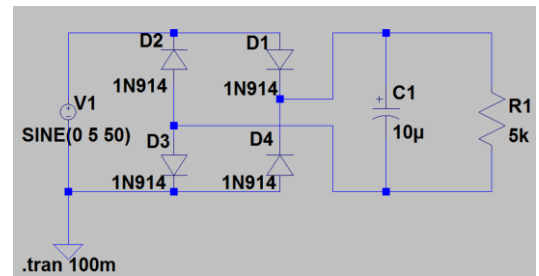 D2
D1
1N914
1N914
V1
SINE(0 5 50)
C1
10µ
R1
5k
D3
D4
1N914
1N914
.tran 100m